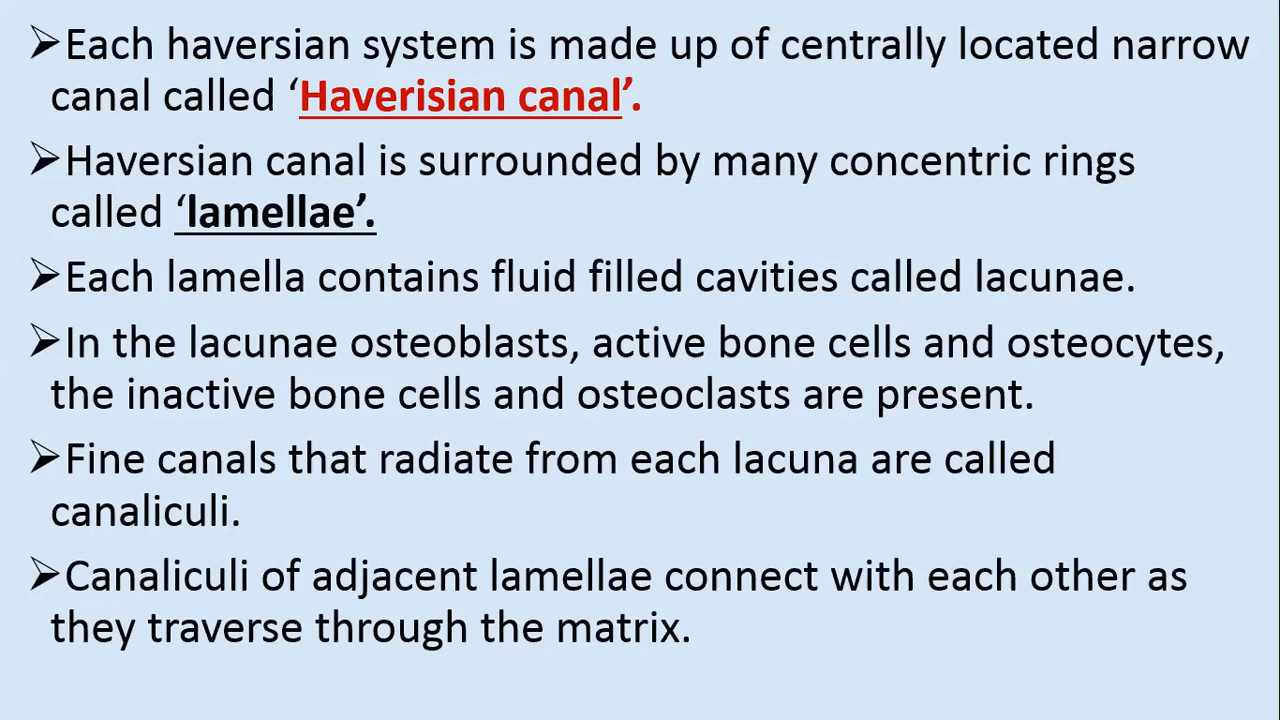 ➢Each haversian system is made up of centrally located narrow
canal called ‘Haverisian canal’.
➢Haversian canal is surrounded by many concentric rings
called ‘lamellae’.
➢Each lamella contains fluid filled cavities called lacunae.
➢In the lacunae osteoblasts, active bone cells and osteocytes,
the inactive bone cells and osteoclasts are present.
➢Fine canals that radiate from each lacuna are called
canaliculi.
➢Canaliculi of adjacent lamellae connect with each other as
they traverse through the matrix.